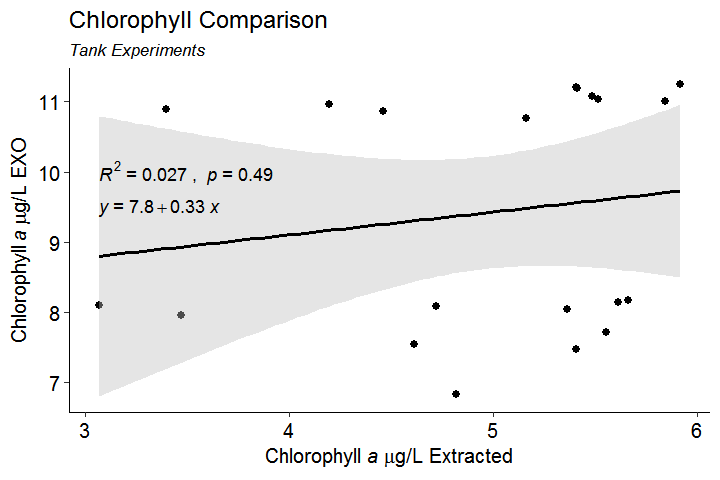 Chlorophyll Comparison
Tank Experiments
Chlorophyll a μg/L EXO
11
10
9
8
7
R² = 0.027 , p = 0.49
y = 7.8+0.33 x
3 4 5 6
Chlorophyll a μg/L Extracted